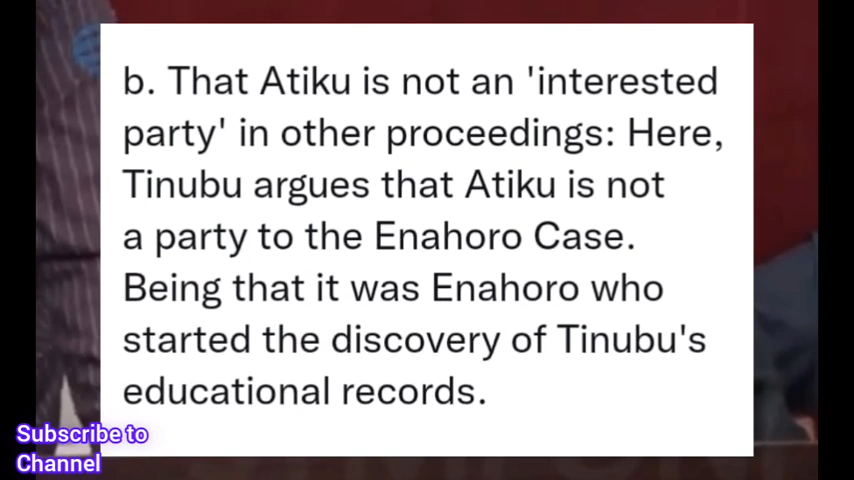 b. That Atiku is not an 'interested
party' in other proceedings: Here,
Tinubu argues that Atiku is not
a party to the Enahoro Case.
Being that it was Enahoro who
started the discovery of Tinubu's
educational records.
Subscribe to
Channel